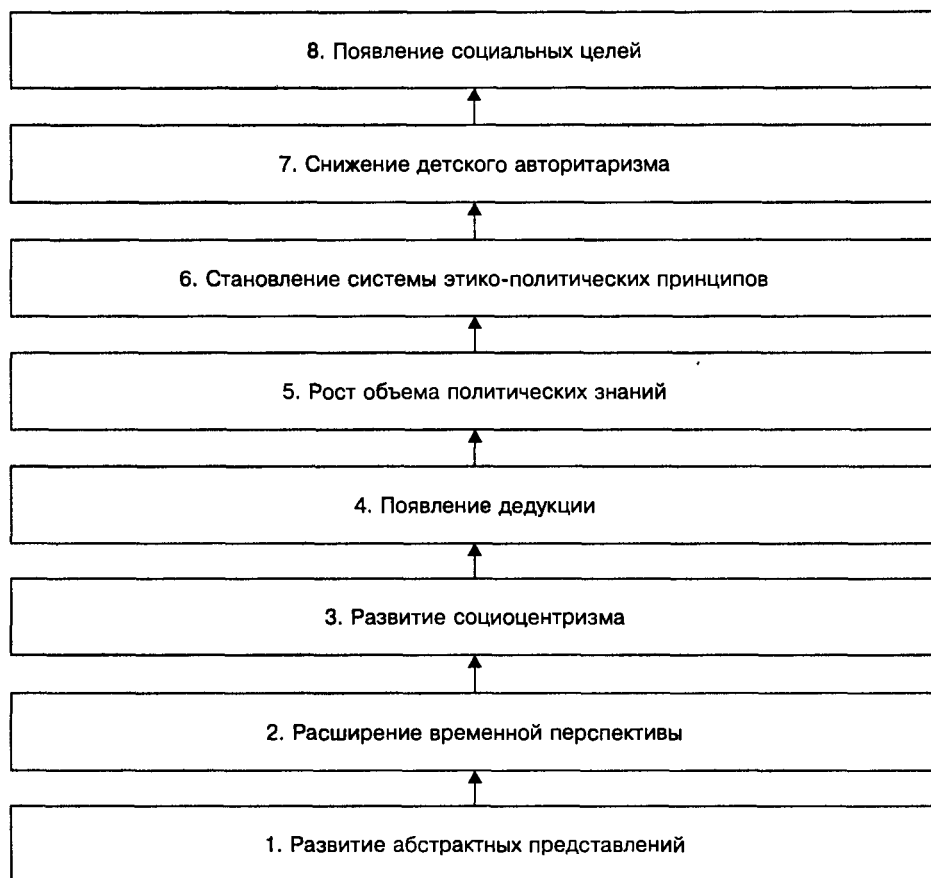 8. Появление социальных целей
7. Снижение детского авторитаризма
6. Становление системы этико-политических принципов
5. Рост объема политических знаний
4. Появление дедукции
3. Развитие социоцентризма
2. Расширение временной перспективы
1. Развитие абстрактных представлений